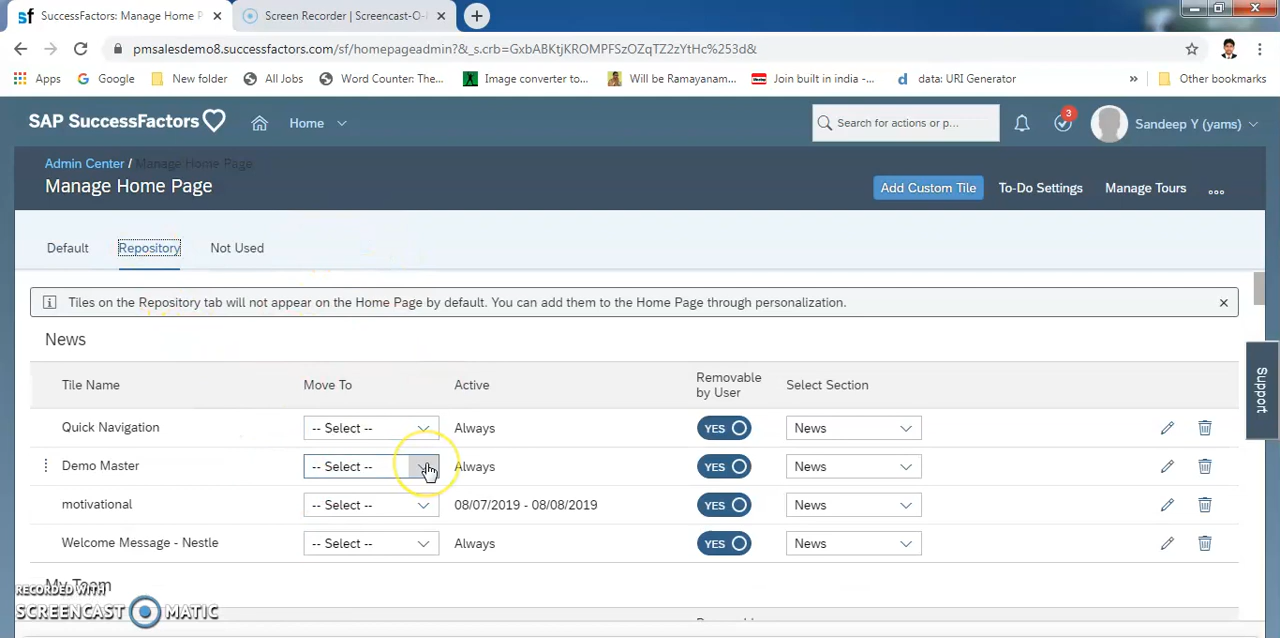 SuccessFactors: Manage Home P
Screen Recorder | Screencast-O-
pmsalesdemo8.successfactors.com/sf/homepageadmin?&_s.crb=GxbABKtjKROMPFSzOZqTZ2zYtHc%253d&
Apps Google New folder All Jobs Word Counter: The... Image converter to... Will be Ramayanan... Join built in india -... data: URI Generator » Other bookmarks
SAP SuccessFactors Home Search for actions or p... 3 Sandeep Y (yams)
Admin Center / Manage Home Page
Manage Home Page Add Custom Tile To-Do Settings Manage Tours ...
Default Repository Not Used
Tiles on the Repository tab will not appear on the Home Page by default. You can add them to the Home Page through personalization.
News
Tile Name Move To Active Removable by User Select Section
Quick Navigation -- Select -- Always YES News
Demo Master -- Select -- Always YES News
motivational -- Select -- 08/07/2019 - 08/08/2019 YES News
Welcome Message - Nestle -- Select -- Always YES News
My Team
Support
RECORDED WITH
SCREENCAST MATIC